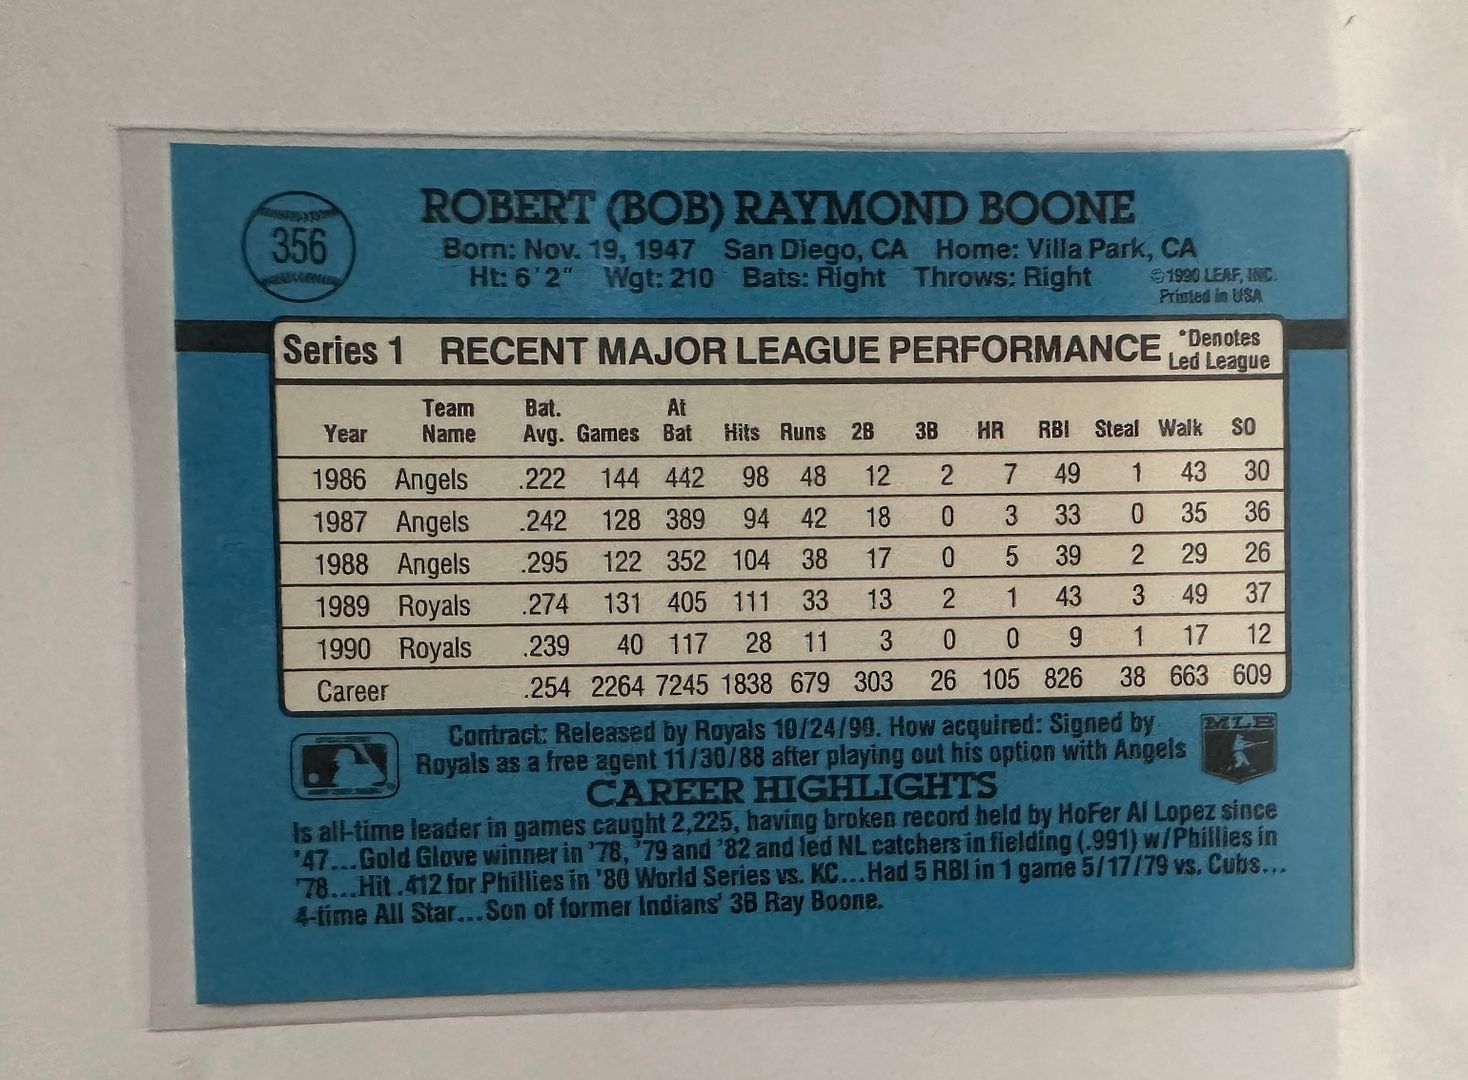 356
ROBERT (BOB) RAYMOND BOONE
Born: Nov. 19, 1947 San Diego, CA Home: Villa Park, CA
Ht: 6'2" Wgt: 210 Bats: Right Throws: Right
© 1990 LEAF, INC.
Printed in USA
Series 1 RECENT MAJOR LEAGUE PERFORMANCE *Denotes Led League
Year Team Name Bat. Avg. Games At Bat Hits Runs 2B 3B HR RBI Steal Walk SO
1986 Angels .222 144 442 98 48 12 2 7 49 1 43 30
1987 Angels .242 128 389 94 42 18 0 3 33 0 35 36
1988 Angels .295 122 352 104 38 17 0 5 39 2 29 26
1989 Royals .274 131 405 111 33 13 2 1 43 3 49 37
1990 Royals .239 40 117 28 11 3 0 0 9 1 17 12
Career .254 2264 7245 1838 679 303 26 105 826 38 663 609
Contract: Released by Royals 10/24/90. How acquired: Signed by
Royals as a free agent 11/30/88 after playing out his option with Angels
MLB
CAREER HIGHLIGHTS
Is all-time leader in games caught 2,225, having broken record held by HoFer Al Lopez since
'47...Gold Glove winner in '78, '79 and '82 and led NL catchers in fielding (.991) w/Phillies in
'78...Hit .412 for Phillies in '80 World Series vs. KC...Had 5 RBI in 1 game 5/17/79 vs. Cubs...
4-time All Star...Son of former Indians' 3B Ray Boone.